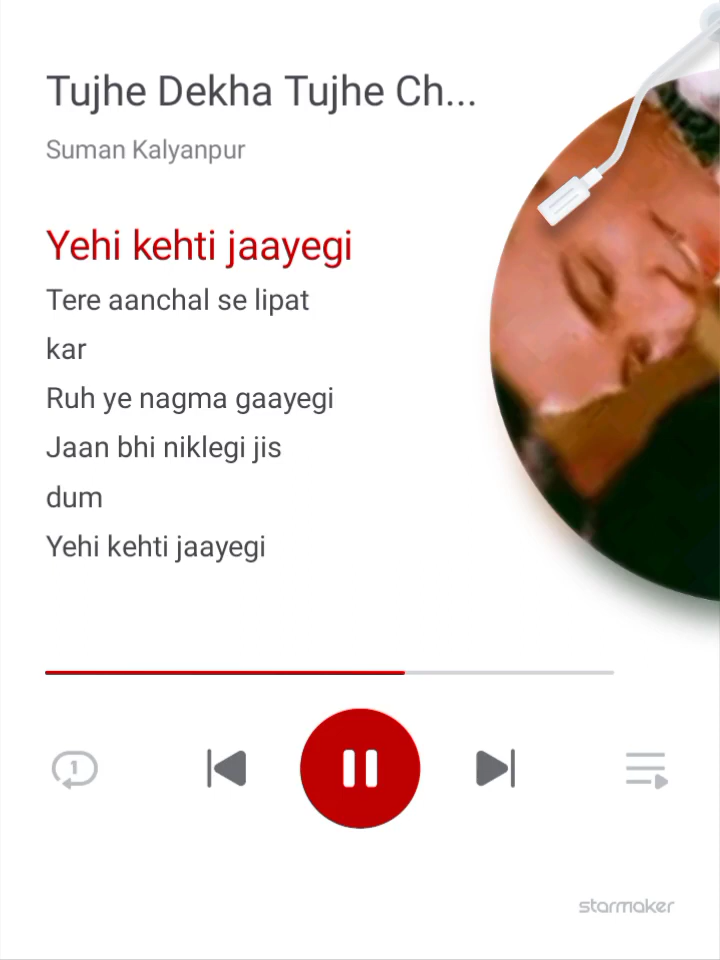 Tujhe Dekha Tujhe Ch...
Suman Kalyanpur
Yehi kehti jaayegi
Tere aanchal se lipat
kar
Ruh ye nagma gaayegi
Jaan bhi niklegi jis
dum
Yehi kehti jaayegi
1
starmaker